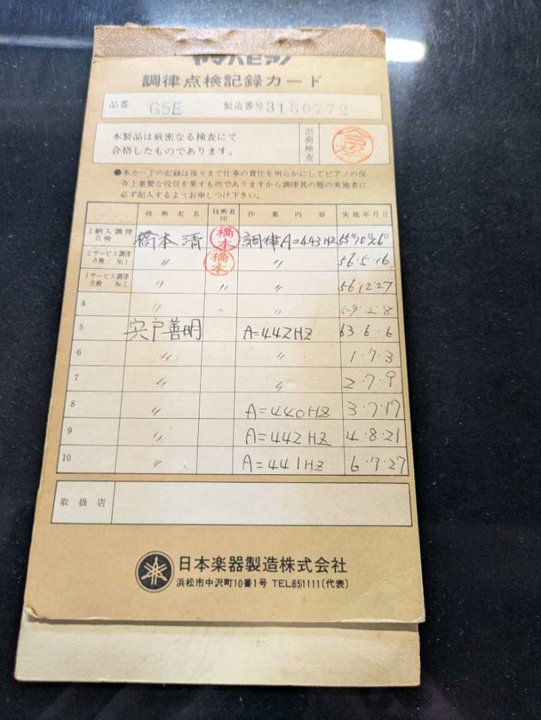 ヤマハピアノ
調律点検記録カード
品番 G5E 製造番号 3150772
本製品は厳密なる検査にて
合格したものであります。
出荷検査
●本カードの記録は後々まで仕事の責任を明らかにしてピアノの保
存上重要な役目を果すものでありますから調律其の他の実施者に
必ず記入するようお申しつけ下さい。
技術者名 技術者印 作業内容 実施年月日
1 納入調律点検 橋本清 橋本 調律A=443HZ 55年10月26日
2 サービス調律点検 No1 〃 橋本 〃 56.5.16
3 サービス調律点検 No2 〃 〃 〃 56.12.27
4 〃 〃 〃 59.2.8
5 宍戸善明 A=442HZ 63.6.6
6 〃 〃 1.7.3
7 〃 〃 2.7.9
8 〃 A=440HZ 3.7.17
9 〃 A=442HZ 4.8.21
10 〃 A=441HZ 6.7.27
取扱店
日本楽器製造株式会社
浜松市中沢町10番1号 TEL651111(代表)